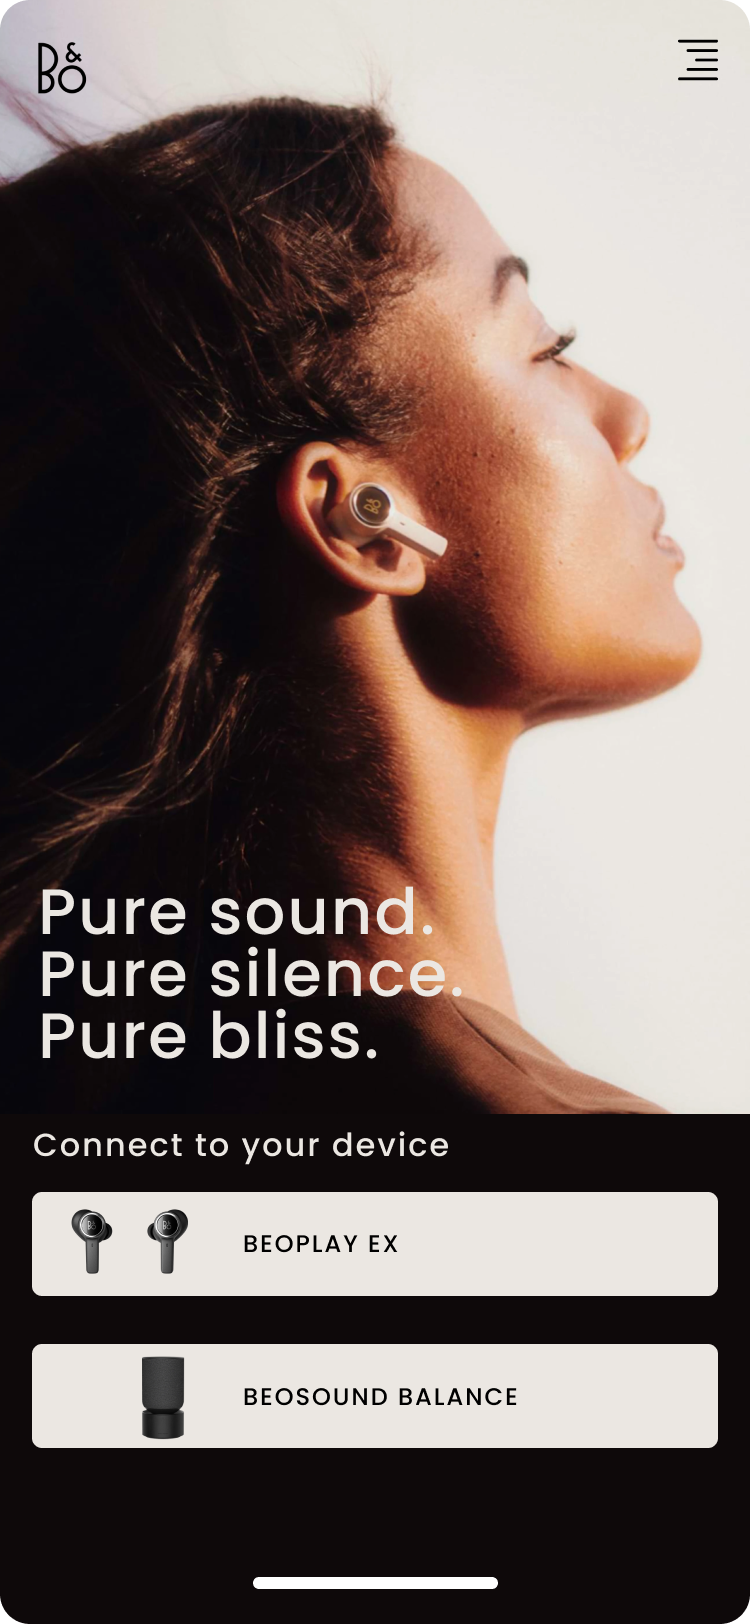 B&O
Pure sound.
Pure silence.
Pure bliss.
Connect to your device
BEOPLAY EX
BEOSOUND BALANCE